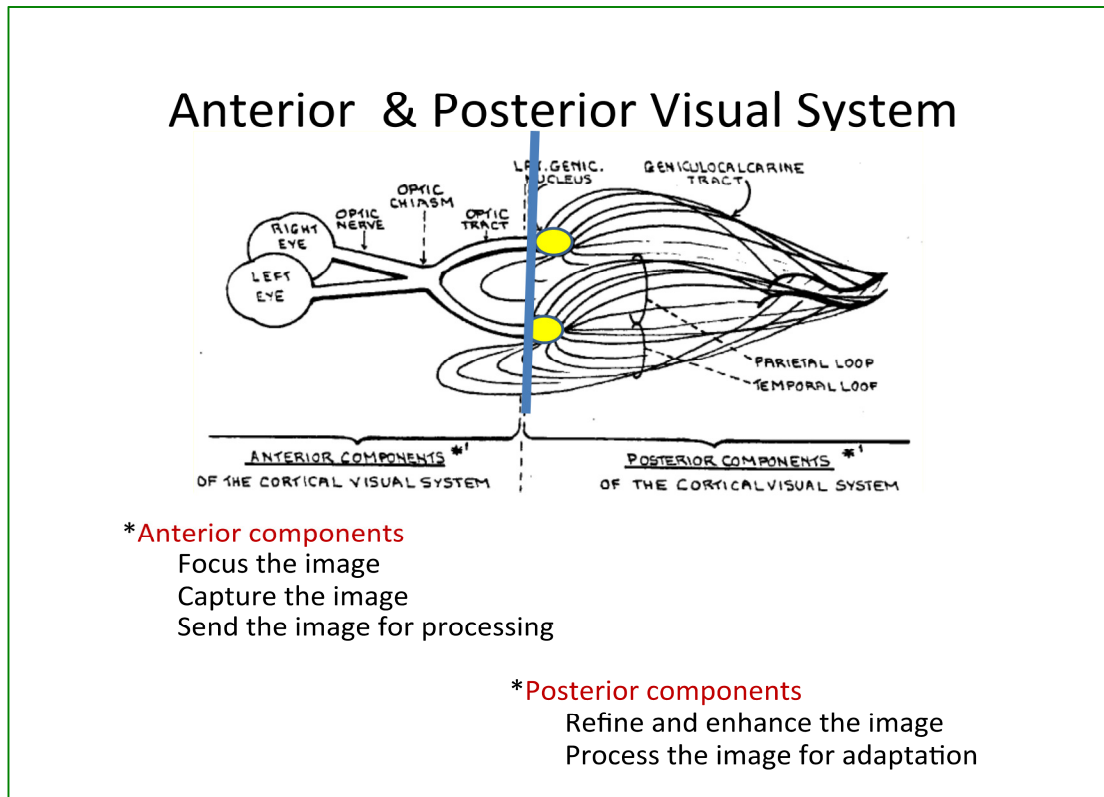 Anterior & Posterior Visual System
LAT. GENIC.
NUCLEUS
GENICULOCALCARINE
TRACT
OPTIC
CHIASM
OPTIC
NERVE
OPTIC
TRACT
RIGHT
EYE
LEFT
EYE
PARIETAL LOOP
TEMPORAL LOOP
ANTERIOR COMPONENTS *1
OF THE CORTICAL VISUAL SYSTEM
POSTERIOR COMPONENTS *1
OF THE CORTICAL VISUAL SYSTEM
*Anterior components
Focus the image
Capture the image
Send the image for processing
*Posterior components
Refine and enhance the image
Process the image for adaptation